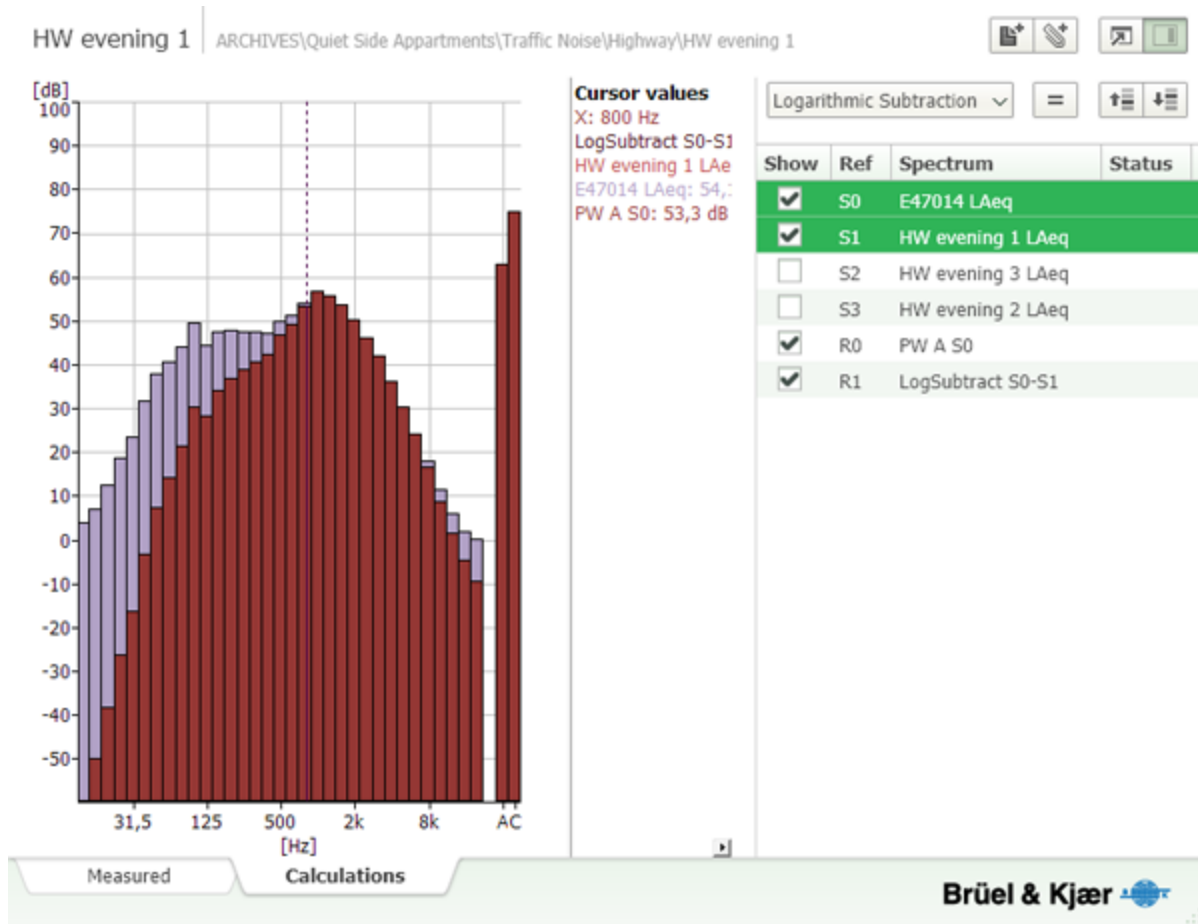 HW evening 1
ARCHIVES\Quiet Side Appartments\Traffic Noise\Highway\HW evening 1
[dB]
100
90
80
70
60
50
40
30
20
10
0
-10
-20
-30
-40
-50
31,5 125 500 2k 8k AC
[Hz]
Cursor values
X: 800 Hz
LogSubtract S0-S1
HW evening 1 LAe
E47014 LAeq: 54,
PW A S0: 53,3 dB
Logarithmic Subtraction =
Show Ref Spectrum Status
S0 E47014 LAeq
S1 HW evening 1 LAeq
S2 HW evening 3 LAeq
S3 HW evening 2 LAeq
R0 PW A S0
R1 LogSubtract S0-S1
Measured Calculations
Brüel & Kjær